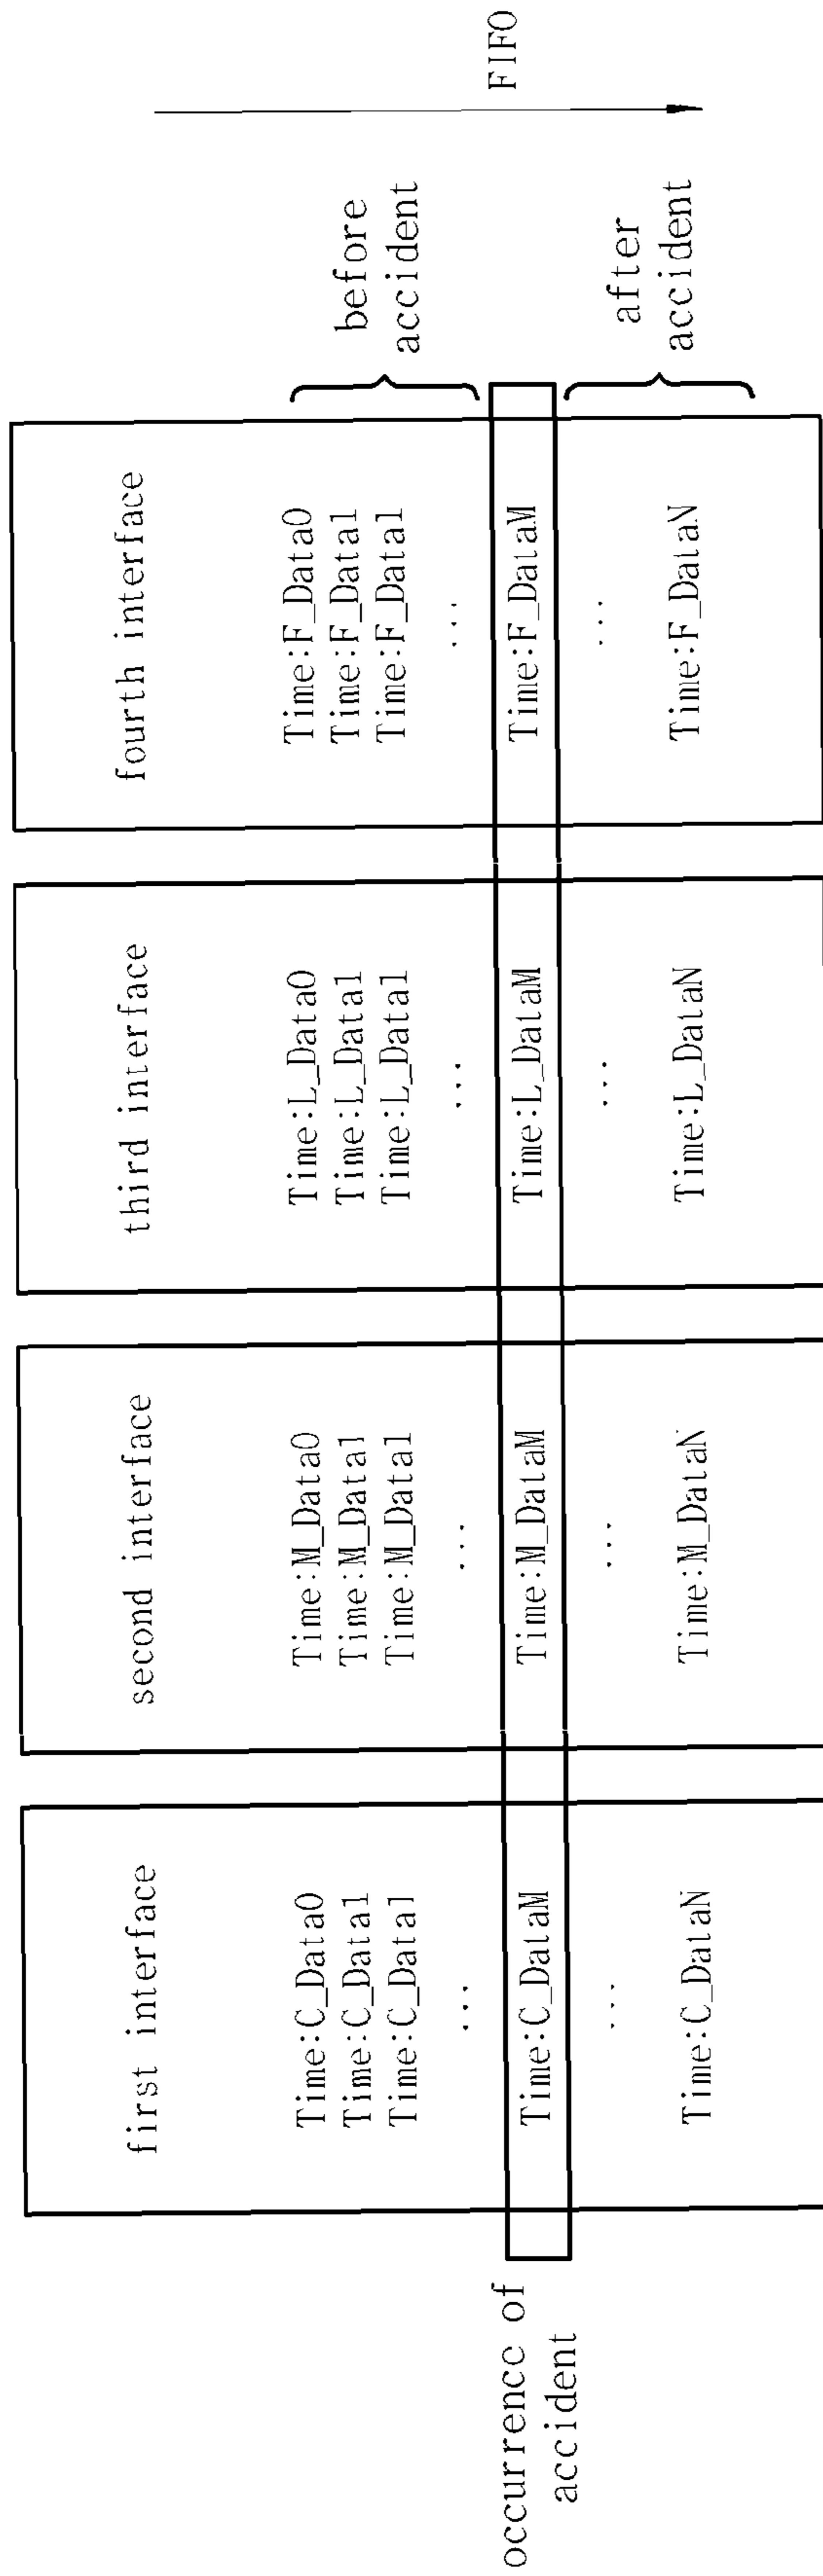 first interface
Time:C_Data0
Time:C_Data1
Time:C_Data1
...
Time:C_DataM
...
Time:C_DataN
second interface
Time:M_Data0
Time:M_Data1
Time:M_Data1
...
Time:M_DataM
...
Time:M_DataN
third interface
Time:L_Data0
Time:L_Data1
Time:L_Data1
...
Time:L_DataM
...
Time:L_DataN
fourth interface
Time:F_Data0
Time:F_Data1
Time:F_Data1
...
Time:F_DataM
...
Time:F_DataN
occurrence of
accident
before
accident
after
accident
FIFO